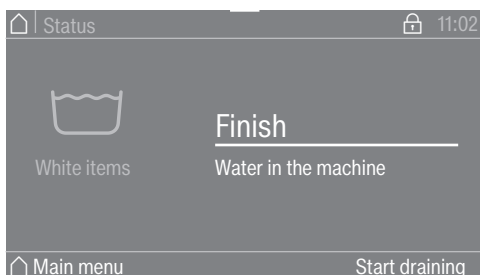 Status 11:02
Finish
White items Water in the machine
Main menu Start draining